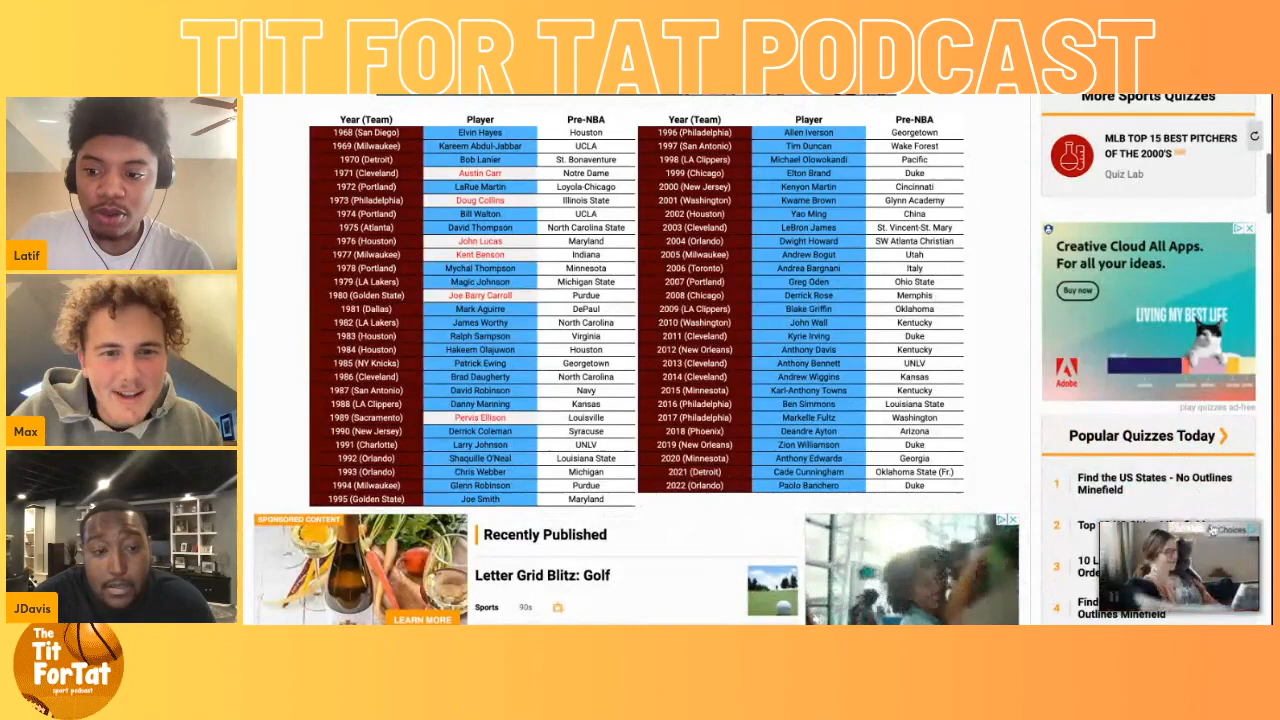 TIT FOR TAT PODCAST
Latif
Max
JDavis
The
Tit
ForTat
sport podcast
Year (Team) Player Pre-NBA
1968 (San Diego) Elvin Hayes Houston
1969 (Milwaukee) Kareem Abdul-Jabbar UCLA
1970 (Detroit) Bob Lanier St. Bonaventure
1971 (Cleveland) Austin Carr Notre Dame
1972 (Portland) LaRue Martin Loyola-Chicago
1973 (Philadelphia) Doug Collins Illinois State
1974 (Portland) Bill Walton UCLA
1975 (Atlanta) David Thompson North Carolina State
1976 (Houston) John Lucas Maryland
1977 (Milwaukee) Kent Benson Indiana
1978 (Portland) Mychal Thompson Minnesota
1979 (LA Lakers) Magic Johnson Michigan State
1980 (Golden State) Joe Barry Carroll Purdue
1981 (Dallas) Mark Aguirre DePaul
1982 (LA Lakers) James Worthy North Carolina
1983 (Houston) Ralph Sampson Virginia
1984 (Houston) Hakeem Olajuwon Houston
1985 (NY Knicks) Patrick Ewing Georgetown
1986 (Cleveland) Brad Daugherty North Carolina
1987 (San Antonio) David Robinson Navy
1988 (LA Clippers) Danny Manning Kansas
1989 (Sacramento) Pervis Ellison Louisville
1990 (New Jersey) Derrick Coleman Syracuse
1991 (Charlotte) Larry Johnson UNLV
1992 (Orlando) Shaquille O'Neal Louisiana State
1993 (Orlando) Chris Webber Michigan
1994 (Milwaukee) Glenn Robinson Purdue
1995 (Golden State) Joe Smith Maryland
Year (Team) Player Pre-NBA
1996 (Philadelphia) Allen Iverson Georgetown
1997 (San Antonio) Tim Duncan Wake Forest
1998 (LA Clippers) Michael Olowokandi Pacific
1999 (Chicago) Elton Brand Duke
2000 (New Jersey) Kenyon Martin Cincinnati
2001 (Washington) Kwame Brown Glynn Academy
2002 (Houston) Yao Ming China
2003 (Cleveland) LeBron James St. Vincent-St. Mary
2004 (Orlando) Dwight Howard SW Atlanta Christian
2005 (Milwaukee) Andrew Bogut Utah
2006 (Toronto) Andrea Bargnani Italy
2007 (Portland) Greg Oden Ohio State
2008 (Chicago) Derrick Rose Memphis
2009 (LA Clippers) Blake Griffin Oklahoma
2010 (Washington) John Wall Kentucky
2011 (Cleveland) Kyrie Irving Duke
2012 (New Orleans) Anthony Davis Kentucky
2013 (Cleveland) Anthony Bennett UNLV
2014 (Cleveland) Andrew Wiggins Kansas
2015 (Minnesota) Karl-Anthony Towns Kentucky
2016 (Philadelphia) Ben Simmons Louisiana State
2017 (Philadelphia) Markelle Fultz Washington
2018 (Phoenix) Deandre Ayton Arizona
2019 (New Orleans) Zion Williamson Duke
2020 (Minnesota) Anthony Edwards Georgia
2021 (Detroit) Cade Cunningham Oklahoma State (Fr.)
2022 (Orlando) Paolo Banchero Duke
SPONSORED CONTENT
LEARN MORE
Recently Published
Letter Grid Blitz: Golf
Sports 90s
More Sports Quizzes
MLB TOP 15 BEST PITCHERS
OF THE 2000'S
Quiz Lab
Creative Cloud All Apps.
For all your ideas.
Buy now
LIVING MY BEST LIFE
Adobe
play quizzes ad-free
Popular Quizzes Today
1 Find the US States - No Outlines
Minefield
2 Top
3 10 L
Orde
4 Find
Outlines Minefield